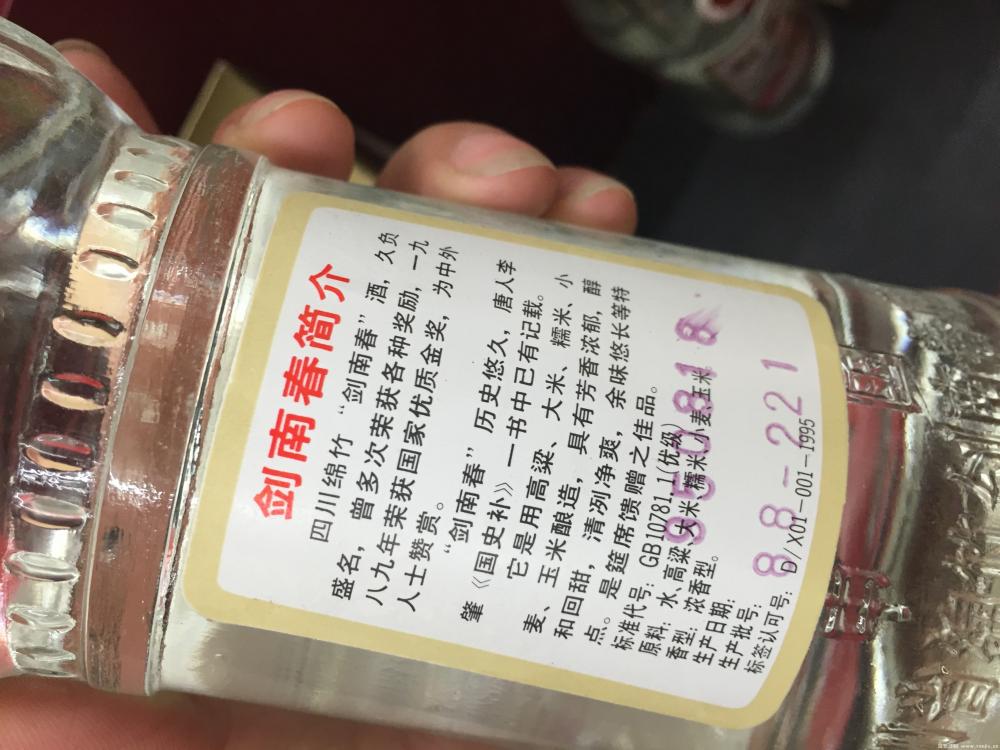 剑南春简介
四川绵竹“剑南春”酒，久负
盛名，曾多次荣获各种奖励，一九
八九年荣获国家优质金奖，为中外
人士赞赏。
“剑南春”历史悠久，唐人李
肇《国史补》一书中已有记载。
它是用高粱、大米、糯米、小
麦、玉米酿造，具有芳香浓郁，醇
和回甜，清冽净爽，余味悠长等特
点。是筵席馈赠之佳品。
标准代号：GB10781.1(优级)
原料：水、高粱、大米、糯米、小麦、玉米
香型：浓香型。
生产日期：
生产批号：
标签认可号：D/X01-001-1995
950818
88-221